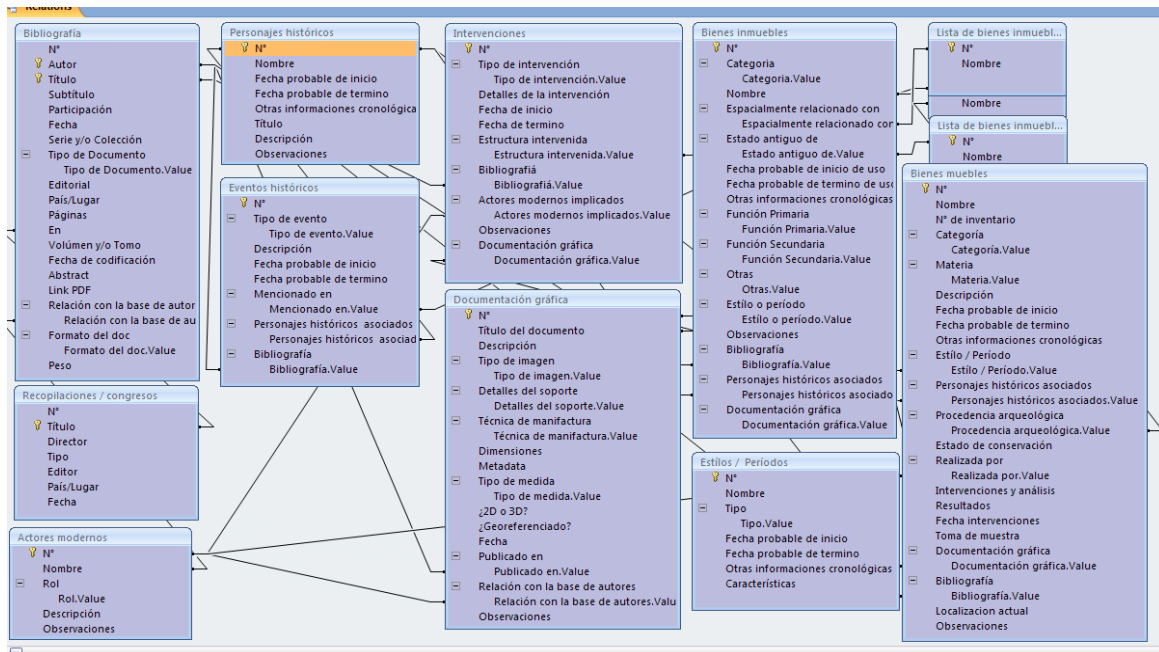 Relations
Bibliografía
N°
Autor
Título
Subtítulo
Participación
Fecha
Serie y/o Colección
Tipo de Documento
Tipo de Documento.Value
Editorial
País/Lugar
Páginas
En
Volúmen y/o Tomo
Fecha de codificación
Abstract
Link PDF
Relación con la base de autor
Relación con la base de au
Formato del doc
Formato del doc.Value
Peso
Recopilaciones / congresos
N°
Título
Director
Tipo
Editor
País/Lugar
Fecha
Actores modernos
N°
Nombre
Rol
Rol.Value
Descripción
Observaciones
Personajes históricos
N°
Nombre
Fecha probable de inicio
Fecha probable de termino
Otras informaciones cronológica
Título
Descripción
Observaciones
Eventos históricos
N°
Tipo de evento
Tipo de evento.Value
Descripción
Fecha probable de inicio
Fecha probable de termino
Mencionado en
Mencionado en.Value
Personajes históricos asociados
Personajes históricos asociad
Bibliografía
Bibliografía.Value
Intervenciones
N°
Tipo de intervención
Tipo de intervención.Value
Detalles de la intervención
Fecha de inicio
Fecha de termino
Estructura intervenida
Estructura intervenida.Value
Bibliografiá
Bibliografiá.Value
Actores modernos implicados
Actores modernos implicados.Value
Observaciones
Documentación gráfica
Documentación gráfica.Value
Documentación gráfica
N°
Título del documento
Descripción
Tipo de imagen
Tipo de imagen.Value
Detalles del soporte
Detalles del soporte.Value
Técnica de manifactura
Técnica de manifactura.Value
Dimensiones
Metadata
Tipo de medida
Tipo de medida.Value
¿2D o 3D?
¿Georeferenciado?
Fecha
Publicado en
Publicado en.Value
Relación con la base de autores
Relación con la base de autores.Valu
Observaciones
Bienes inmuebles
N°
Categoria
Categoria.Value
Nombre
Espacialmente relacionado con
Espacialmente relacionado con
Estado antiguo de
Estado antiguo de.Value
Fecha probable de inicio de uso
Fecha probable de termino de uso
Otras informaciones cronológicas
Función Primaria
Función Primaria.Value
Función Secundaria
Función Secundaria.Value
Otras
Otras.Value
Estílo o período
Estílo o período.Value
Observaciones
Bibliografía
Bibliografía.Value
Personajes históricos asociados
Personajes históricos asociado
Documentación gráfica
Documentación gráfica.Value
Estílos / Períodos
N°
Nombre
Tipo
Tipo.Value
Fecha probable de inicio
Fecha probable de termino
Otras informaciones cronológicas
Características
Lista de bienes inmuebl...
N°
Nombre
Nombre
Lista de bienes inmuebl...
N°
Nombre
Bienes muebles
N°
Nombre
N° de inventario
Categoría
Categoría.Value
Materia
Materia.Value
Descripción
Fecha probable de inicio
Fecha probable de termino
Otras informaciones cronológicas
Estílo / Período
Estílo / Período.Value
Personajes históricos asociados
Personajes históricos asociados.Value
Procedencia arqueológica
Procedencia arqueológica.Value
Estado de conservación
Realizada por
Realizada por.Value
Intervenciones y análisis
Resultados
Fecha intervenciones
Toma de muestra
Documentación gráfica
Documentación gráfica.Value
Bibliografía
Bibliografía.Value
Localizacion actual
Observaciones